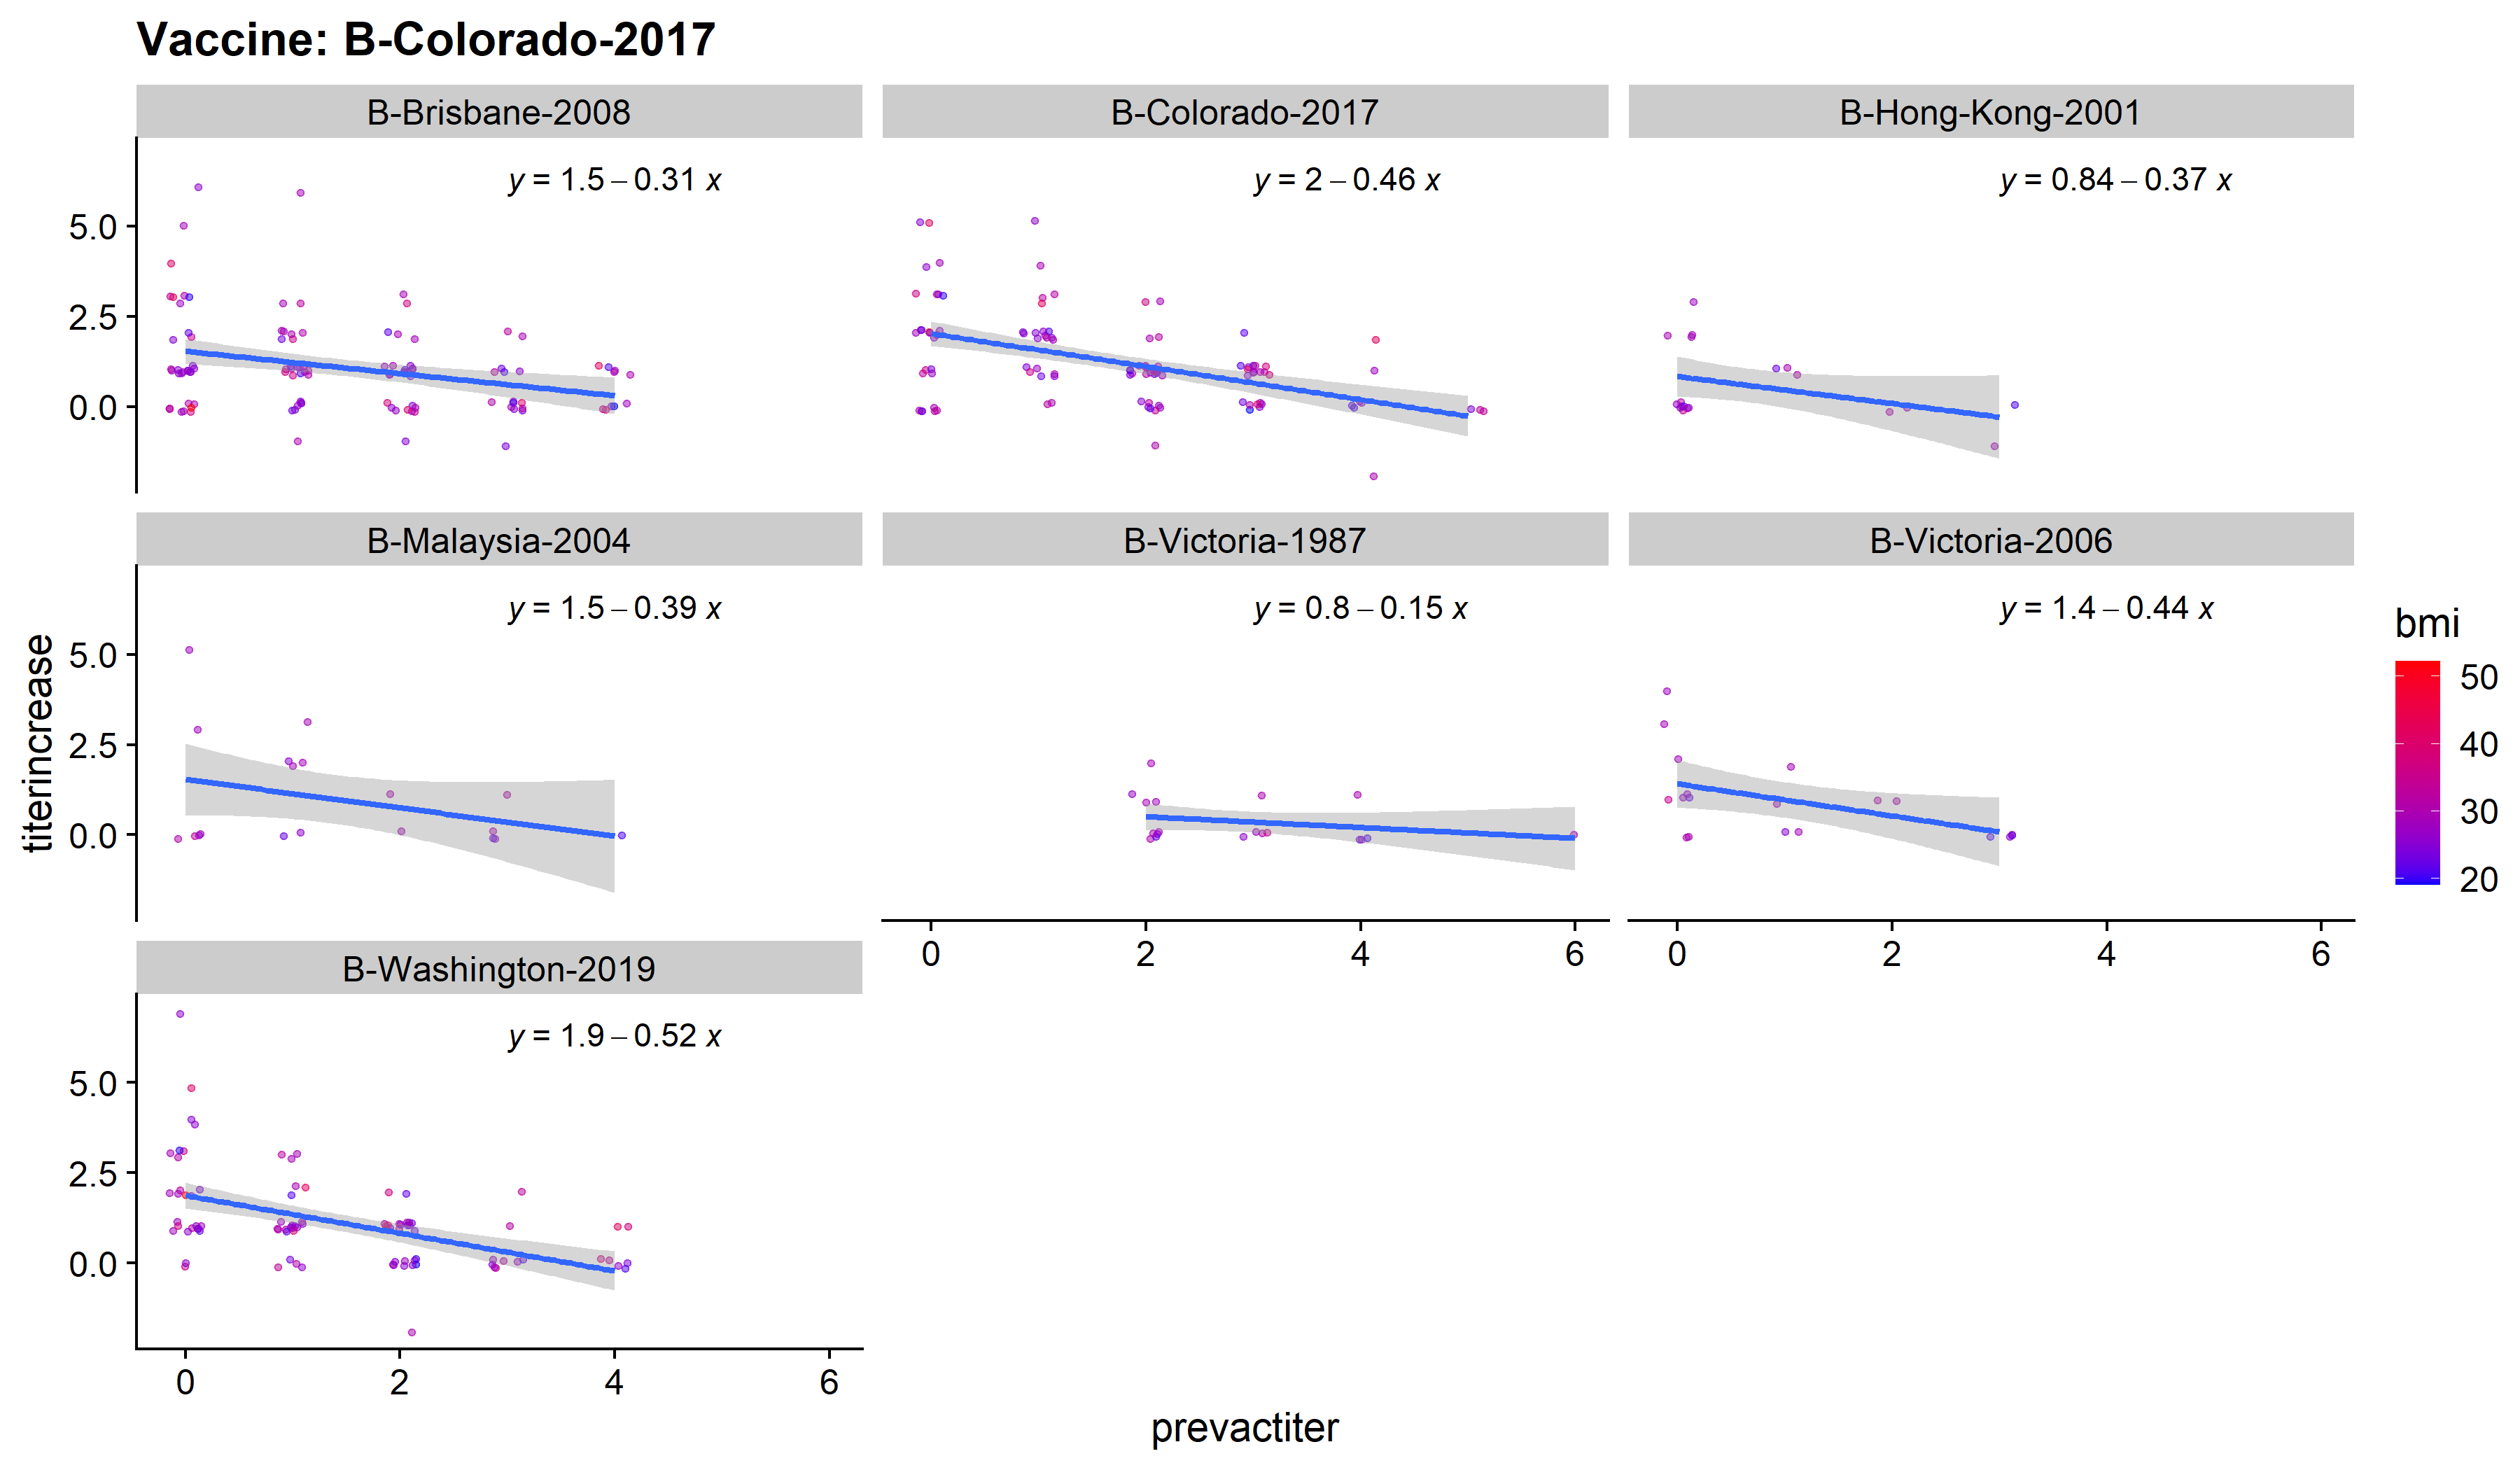 Vaccine: B-Colorado-2017
B-Brisbane-2008
B-Colorado-2017
B-Hong-Kong-2001
y = 1.5 – 0.31 x
y = 2 – 0.46 x
y = 0.84 – 0.37 x
5.0
2.5
0.0
B-Malaysia-2004
B-Victoria-1987
B-Victoria-2006
y = 1.5 – 0.39 x
y = 0.8 – 0.15 x
y = 1.4 – 0.44 x
5.0
2.5
0.0
titerincrease
0 2 4 6
0 2 4 6
bmi
50
40
30
20
B-Washington-2019
y = 1.9 – 0.52 x
5.0
2.5
0.0
0 2 4 6
prevactiter